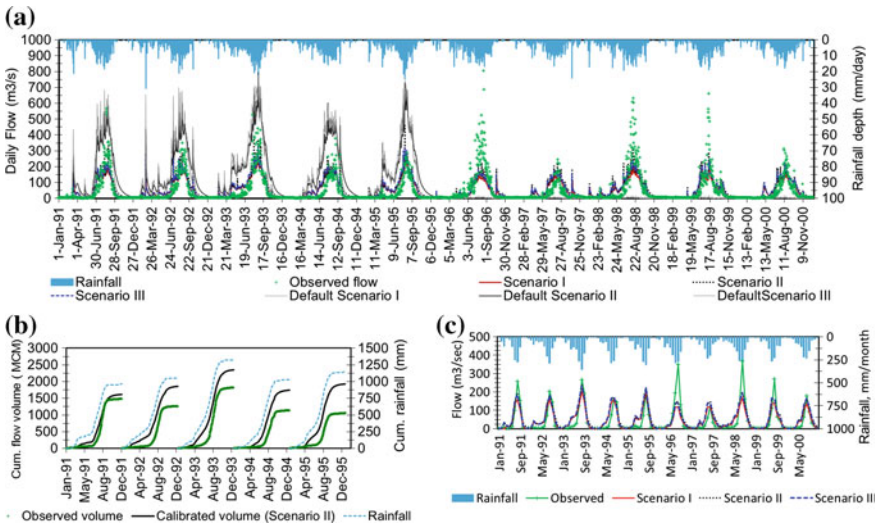 (a)
1000
900
800
700
600
500
400
300
200
100
0
Daily Flow (m3/s)
0
10
20
30
40
50
60
70
80
90
100
Rainfall depth (mm/day)
1-Jan-91
1-Apr-91
30-Jun-91
28-Sep-91
27-Dec-91
26-Mar-92
24-Jun-92
22-Sep-92
21-Dec-92
21-Mar-93
19-Jun-93
17-Sep-93
16-Dec-93
16-Mar-94
14-Jun-94
12-Sep-94
11-Dec-94
11-Mar-95
9-Jun-95
7-Sep-95
6-Dec-95
5-Mar-96
3-Jun-96
1-Sep-96
30-Nov-96
28-Feb-97
29-May-97
27-Aug-97
25-Nov-97
23-Feb-98
24-May-98
22-Aug-98
20-Nov-98
18-Feb-99
19-May-99
17-Aug-99
15-Nov-99
13-Feb-00
13-May-00
11-Aug-00
9-Nov-00
Rainfall Observed flow Scenario I Scenario II
Scenario III Default Scenario I Default Scenario II DefaultScenario III
(b)
3000
2500
2000
1500
1000
500
0
Cum. flow volume ( MCM)
1500
1250
1000
750
500
250
0
Cum. rainfall (mm)
Jan-91
May-91
Aug-91
Dec-91
Apr-92
Aug-92
Dec-92
Apr-93
Aug-93
Dec-93
Apr-94
Aug-94
Dec-94
Apr-95
Aug-95
Dec-95
Observed volume Calibrated volume (Scenario II) Rainfall
(c)
500
400
300
200
100
0
Flow (m3/sec)
0
250
500
750
1000
Rainfall, mm/month
Jan-91
Sep-91
May-92
Jan-93
Sep-93
May-94
Jan-95
Sep-95
May-96
Jan-97
Sep-97
May-98
Jan-99
Sep-99
May-00
Rainfall Observed Scenario I Scenario II Scenario III